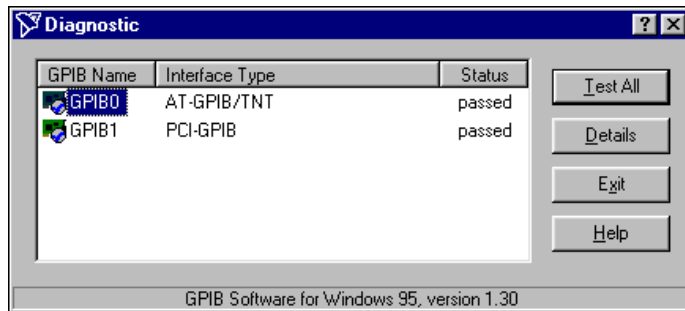 Diagnostic
GPIB Name Interface Type Status
GPIB0 AT-GPIB/TNT passed
GPIB1 PCI-GPIB passed
Test All
Details
Exit
Help
GPIB Software for Windows 95, version 1.30